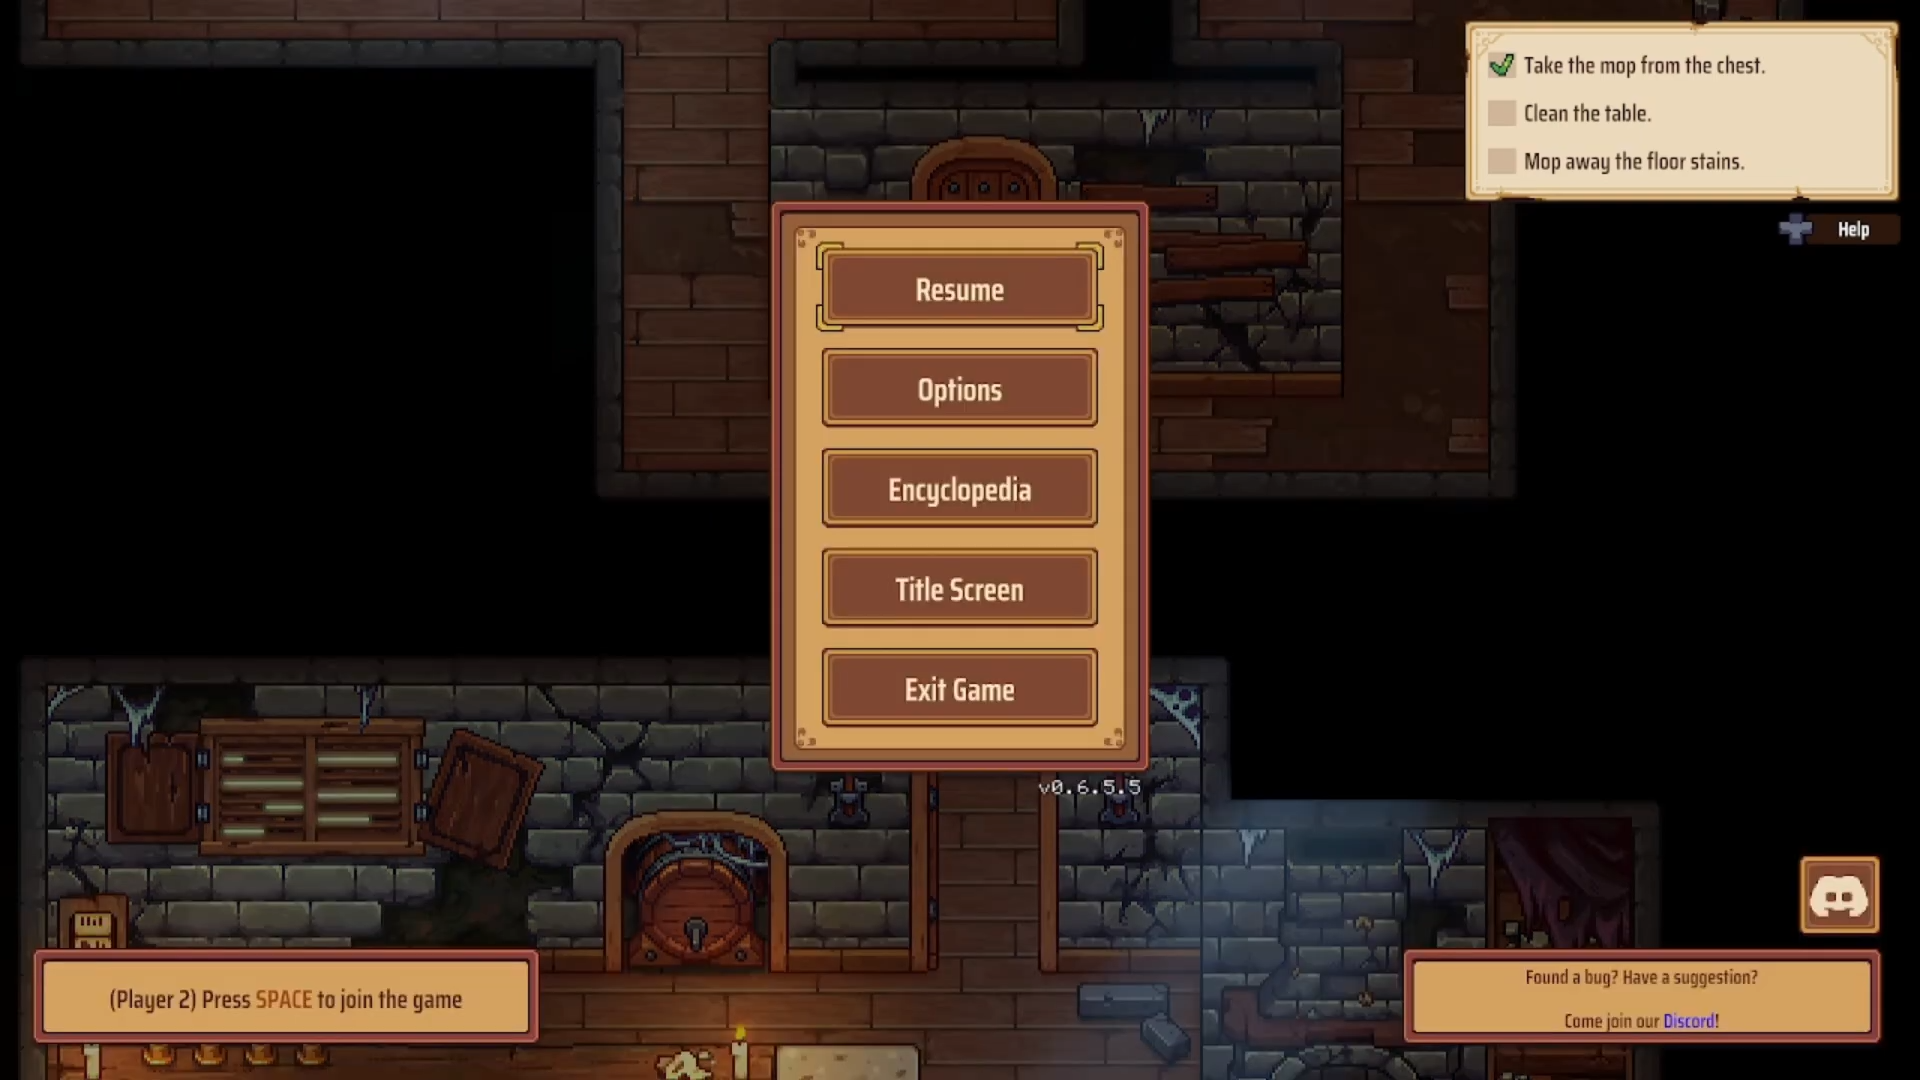 Take the mop from the chest.
Clean the table.
Mop away the floor stains.
Help
Resume
Options
Encyclopedia
Title Screen
Exit Game
v0.6.5.5
(Player 2) Press SPACE to join the game
Found a bug? Have a suggestion?
Come join our Discord!